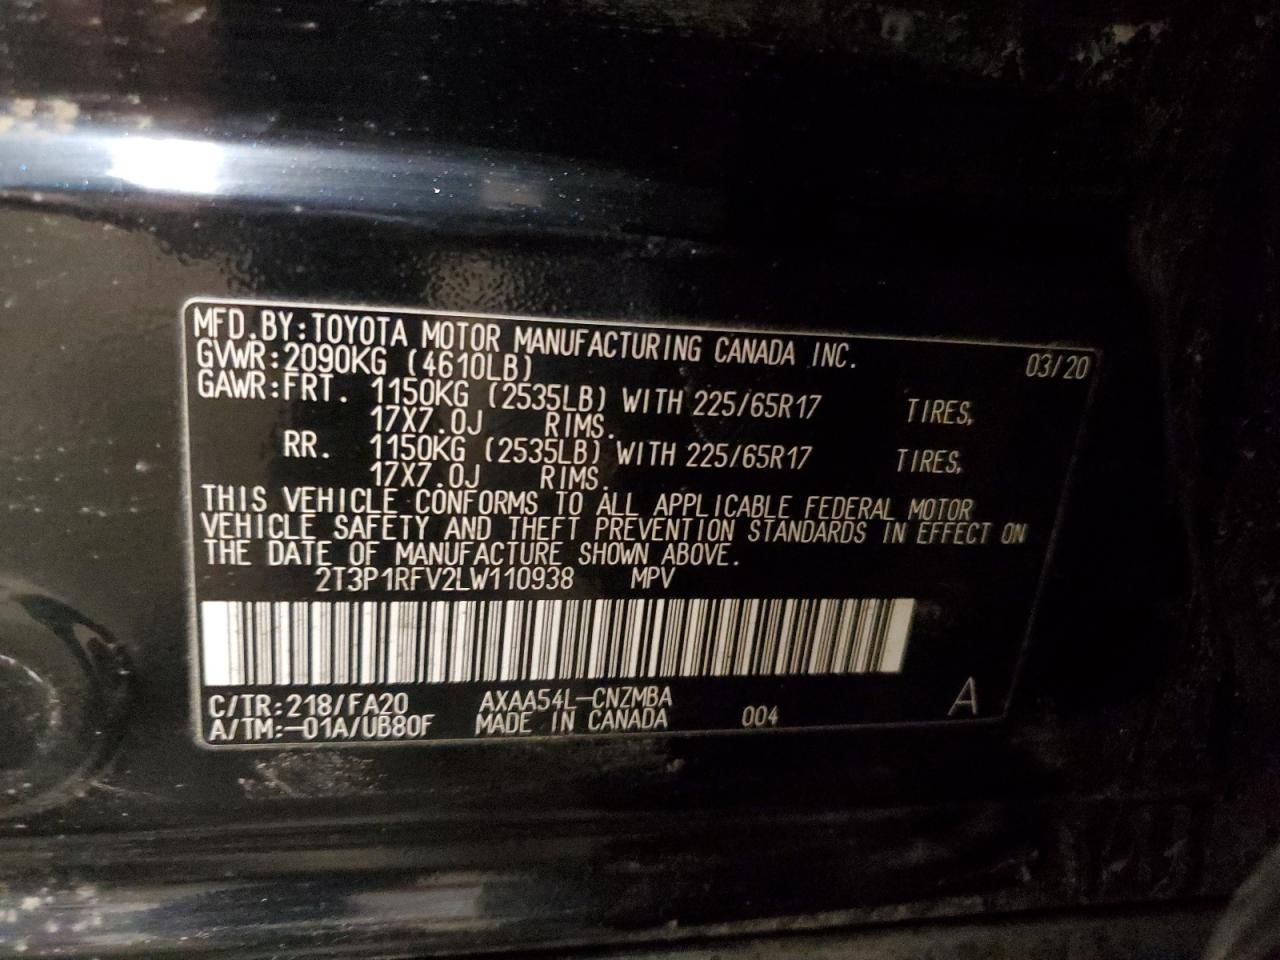 MFD.BY:TOYOTA MOTOR MANUFACTURING CANADA INC.
GVWR:2090KG (4610LB) 03/20
GAWR:FRT. 1150KG (2535LB) WITH 225/65R17 TIRES,
17X7.0J RIMS.
RR. 1150KG (2535LB) WITH 225/65R17 TIRES,
17X7.0J RIMS.
THIS VEHICLE CONFORMS TO ALL APPLICABLE FEDERAL MOTOR
VEHICLE SAFETY AND THEFT PREVENTION STANDARDS IN EFFECT ON
THE DATE OF MANUFACTURE SHOWN ABOVE.
2T3P1RFV2LW110938 MPV
C/TR:218/FA20 AXAA54L-CNZMBA
A/TM:-01A/UB80F MADE IN CANADA 004 A